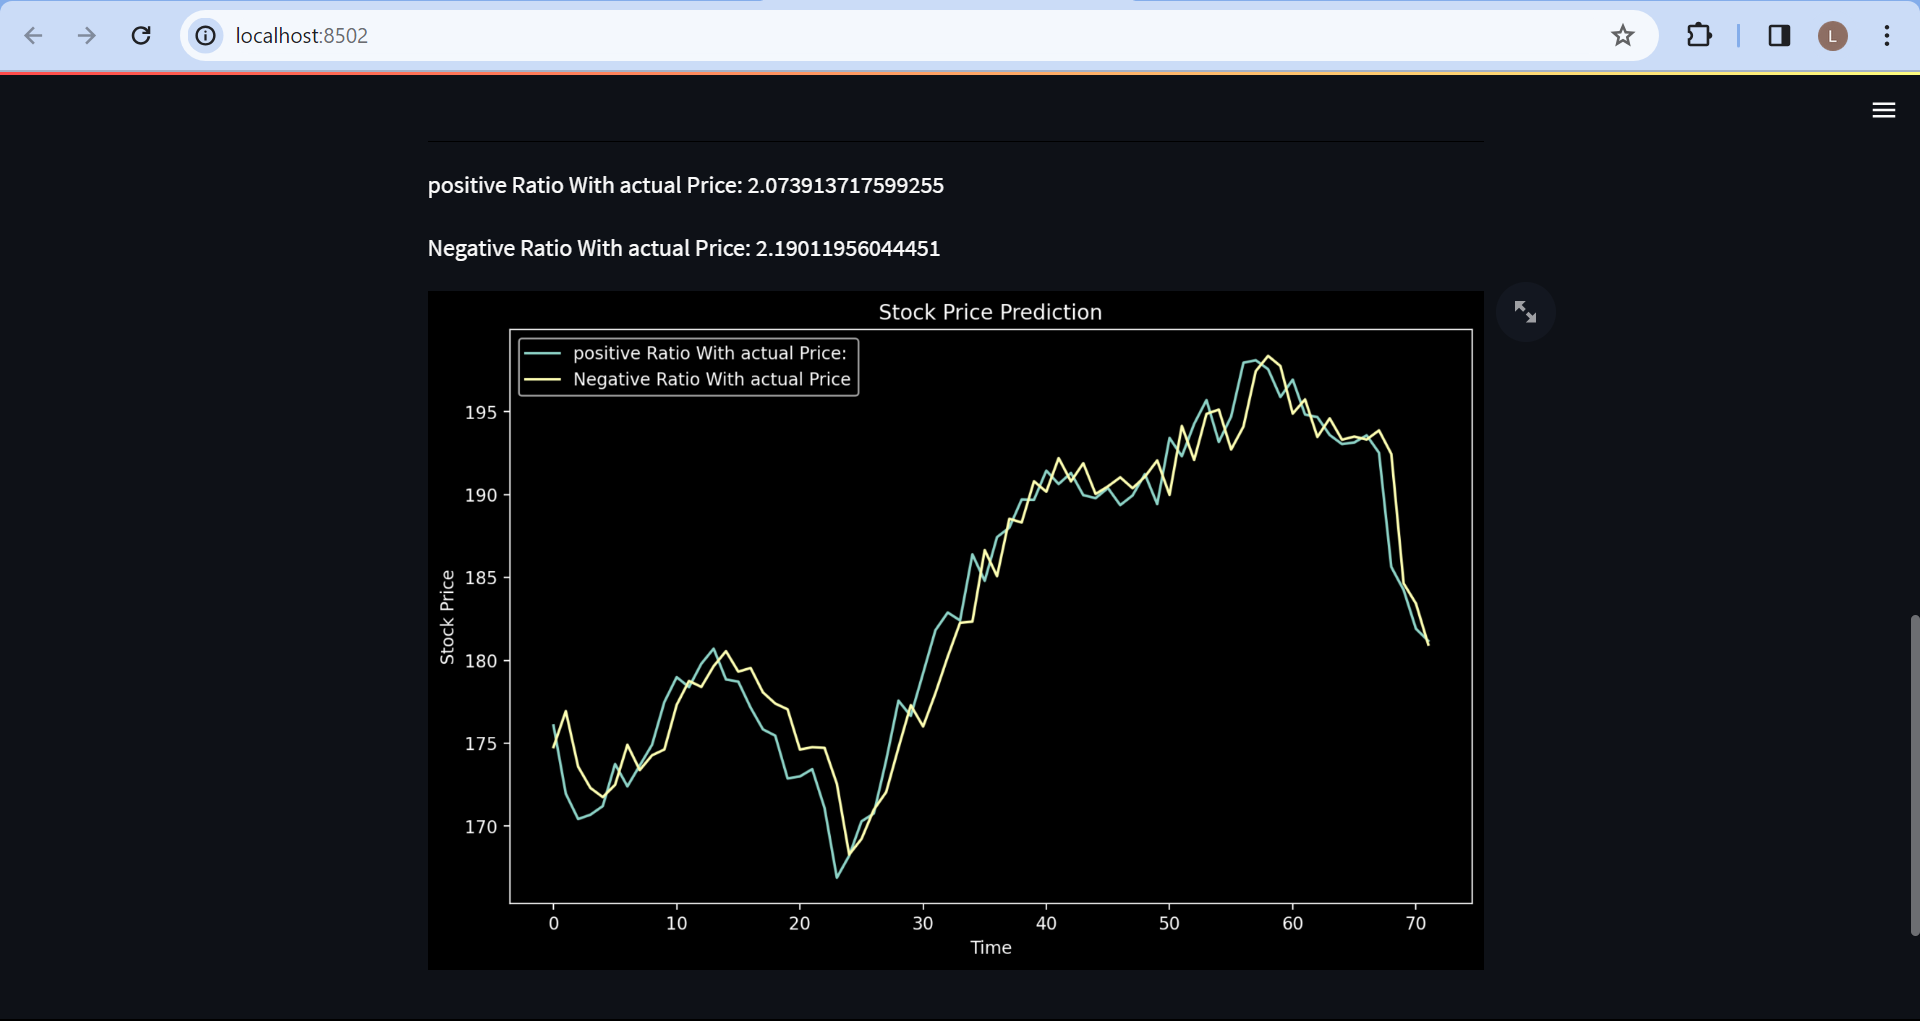 localhost:8502
L
positive Ratio With actual Price: 2.073913717599255
Negative Ratio With actual Price: 2.19011956044451
Stock Price Prediction
positive Ratio With actual Price:
Negative Ratio With actual Price
195
190
185
180
175
170
Stock Price
0 10 20 30 40 50 60 70
Time